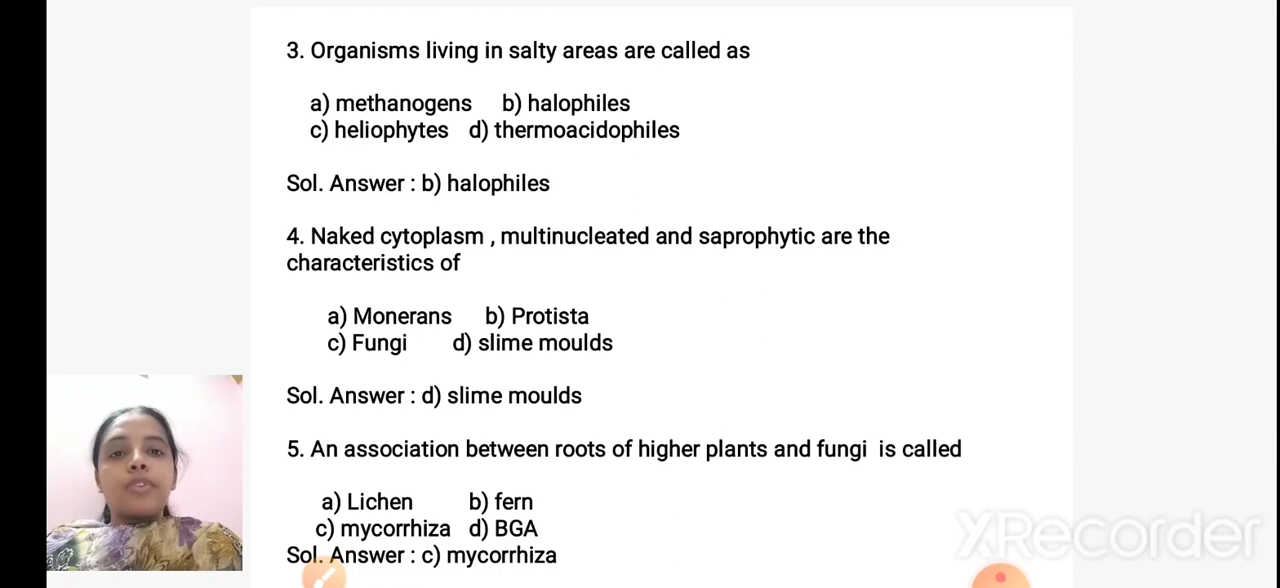 3. Organisms living in salty areas are called as
a) methanogens b) halophiles
c) heliophytes d) thermoacidophiles
Sol. Answer : b) halophiles
4. Naked cytoplasm , multinucleated and saprophytic are the
characteristics of
a) Monerans b) Protista
c) Fungi d) slime moulds
Sol. Answer : d) slime moulds
5. An association between roots of higher plants and fungi is called
a) Lichen b) fern
c) mycorrhiza d) BGA
Sol. Answer : c) mycorrhiza
XRecorder